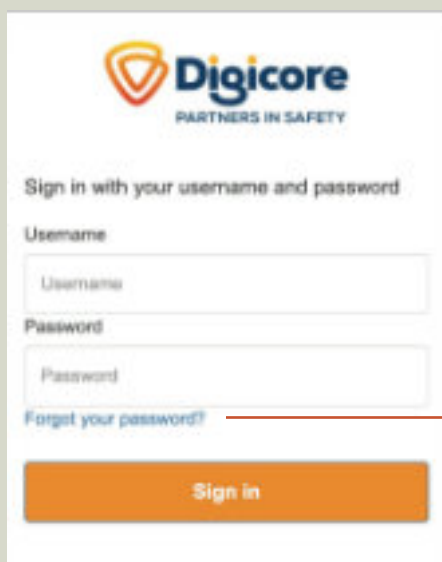 Digicore
PARTNERS IN SAFETY
Sign in with your username and password
Username
Username
Password
Password
Forgot your password?
Sign in